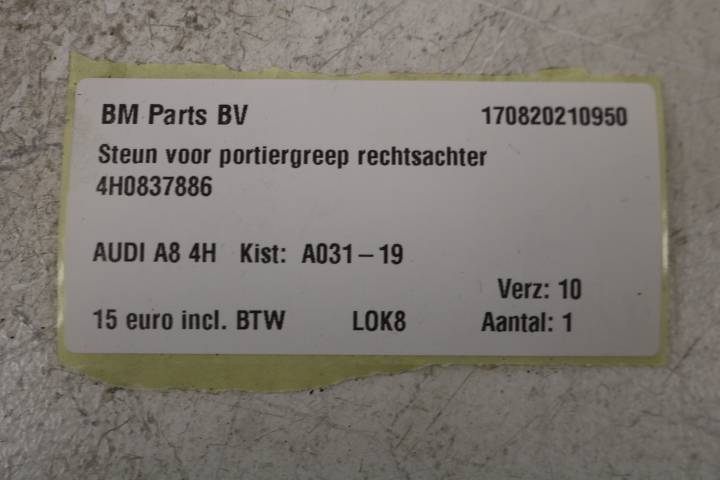 BM Parts BV 170820210950
Steun voor portiergreep rechtsachter
4H0837886
AUDI A8 4H Kist: A031-19
Verz: 10
15 euro incl. BTW LOK8 Aantal: 1